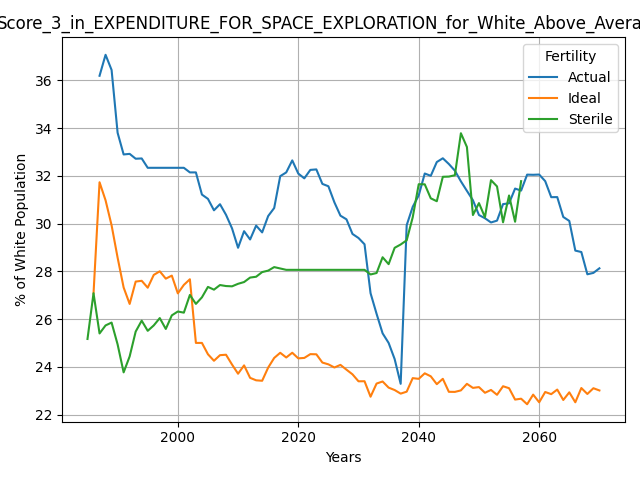 Score_3_in_EXPENDITURE_FOR_SPACE_EXPLORATION_for_White_Above_Avera
Fertility
Actual
Ideal
Sterile
% of White Population
36
34
32
30
28
26
24
22
2000
2020
2040
2060
Years